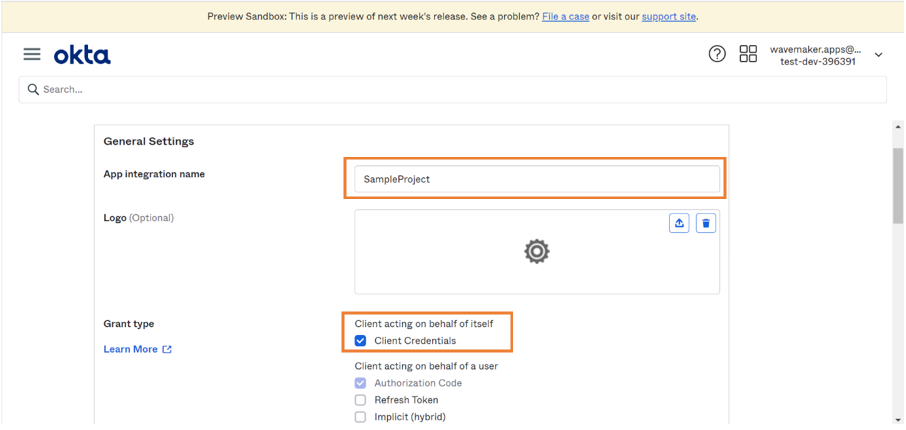 Preview Sandbox: This is a preview of next week's release. See a problem? File a case or visit our support site.
okta
wavemaker.apps@...
test-dev-396391
Search...
General Settings
App integration name
SampleProject
Logo (Optional)
Grant type
Client acting on behalf of itself
Client Credentials
Learn More
Client acting on behalf of a user
Authorization Code
Refresh Token
Implicit (hybrid)